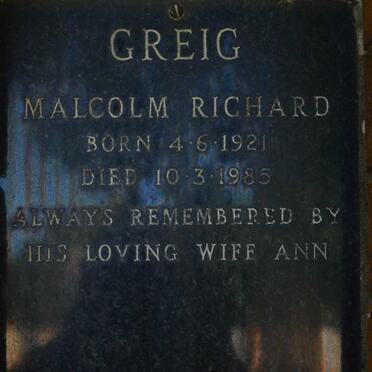 GREIG
MALCOLM RICHARD
BORN 4·6·1921
DIED 10·3·1985
ALWAYS REMEMBERED BY
HIS LOVING WIFE ANN